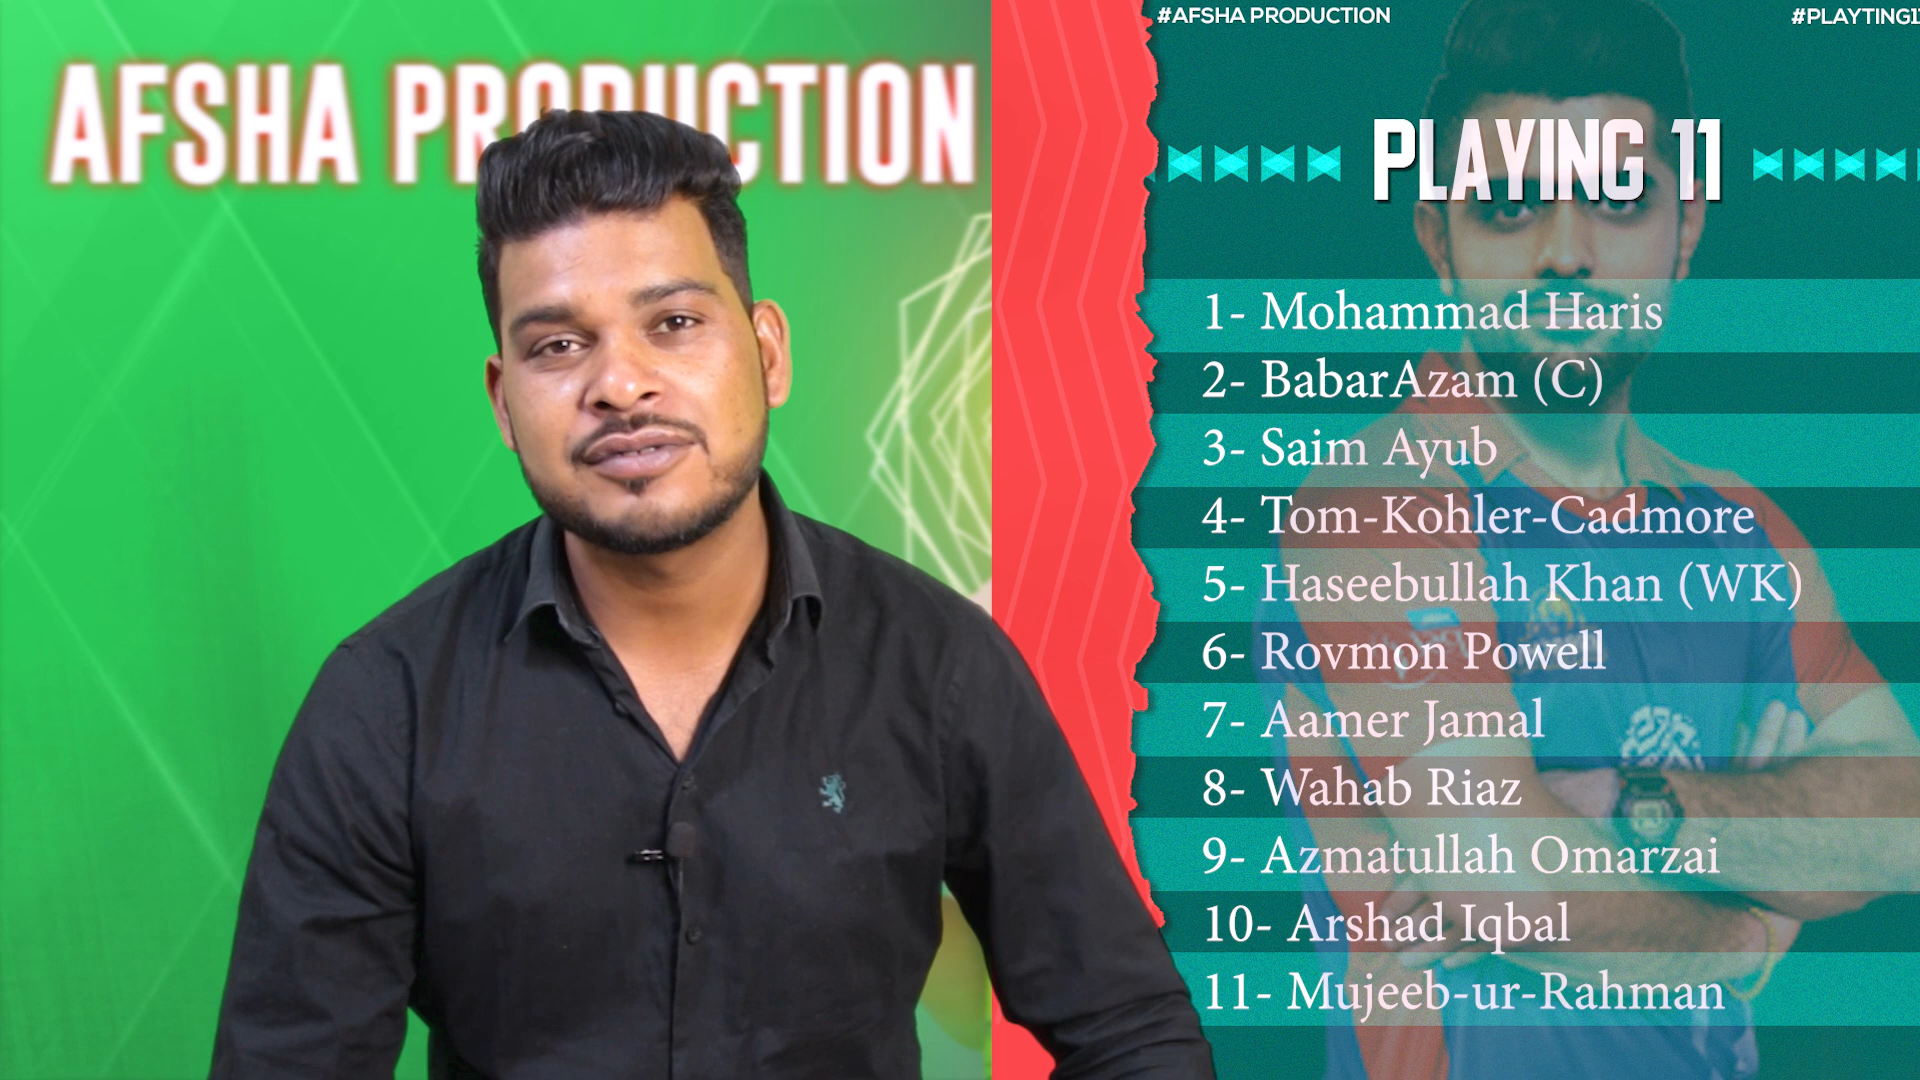 AFSHA PRODUCTION
#AFSHA PRODUCTION
#PLAYTING11
PLAYING 11
1- Mohammad Haris
2- BabarAzam (C)
3- Saim Ayub
4- Tom-Kohler-Cadmore
5- Haseebullah Khan (WK)
6- Rovmon Powell
7- Aamer Jamal
8- Wahab Riaz
9- Azmatullah Omarzai
10- Arshad Iqbal
11- Mujeeb-ur-Rahman